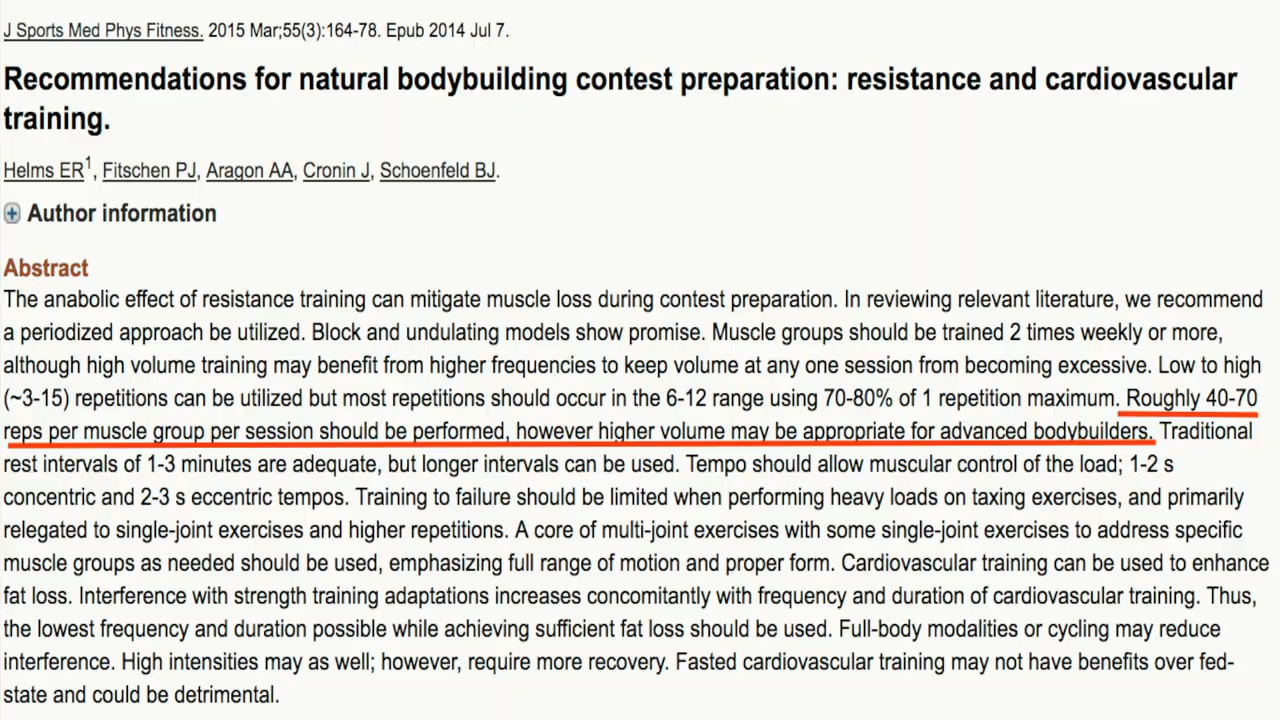 J Sports Med Phys Fitness. 2015 Mar;55(3):164-78. Epub 2014 Jul 7.
Recommendations for natural bodybuilding contest preparation: resistance and cardiovascular
training.
Helms ER1, Fitschen PJ, Aragon AA, Cronin J, Schoenfeld BJ.
Author information
Abstract
The anabolic effect of resistance training can mitigate muscle loss during contest preparation. In reviewing relevant literature, we recommend
a periodized approach be utilized. Block and undulating models show promise. Muscle groups should be trained 2 times weekly or more,
although high volume training may benefit from higher frequencies to keep volume at any one session from becoming excessive. Low to high
(~3-15) repetitions can be utilized but most repetitions should occur in the 6-12 range using 70-80% of 1 repetition maximum. Roughly 40-70
reps per muscle group per session should be performed, however higher volume may be appropriate for advanced bodybuilders. Traditional
rest intervals of 1-3 minutes are adequate, but longer intervals can be used. Tempo should allow muscular control of the load; 1-2 s
concentric and 2-3 s eccentric tempos. Training to failure should be limited when performing heavy loads on taxing exercises, and primarily
relegated to single-joint exercises and higher repetitions. A core of multi-joint exercises with some single-joint exercises to address specific
muscle groups as needed should be used, emphasizing full range of motion and proper form. Cardiovascular training can be used to enhance
fat loss. Interference with strength training adaptations increases concomitantly with frequency and duration of cardiovascular training. Thus,
the lowest frequency and duration possible while achieving sufficient fat loss should be used. Full-body modalities or cycling may reduce
interference. High intensities may as well; however, require more recovery. Fasted cardiovascular training may not have benefits over fed-
state and could be detrimental.